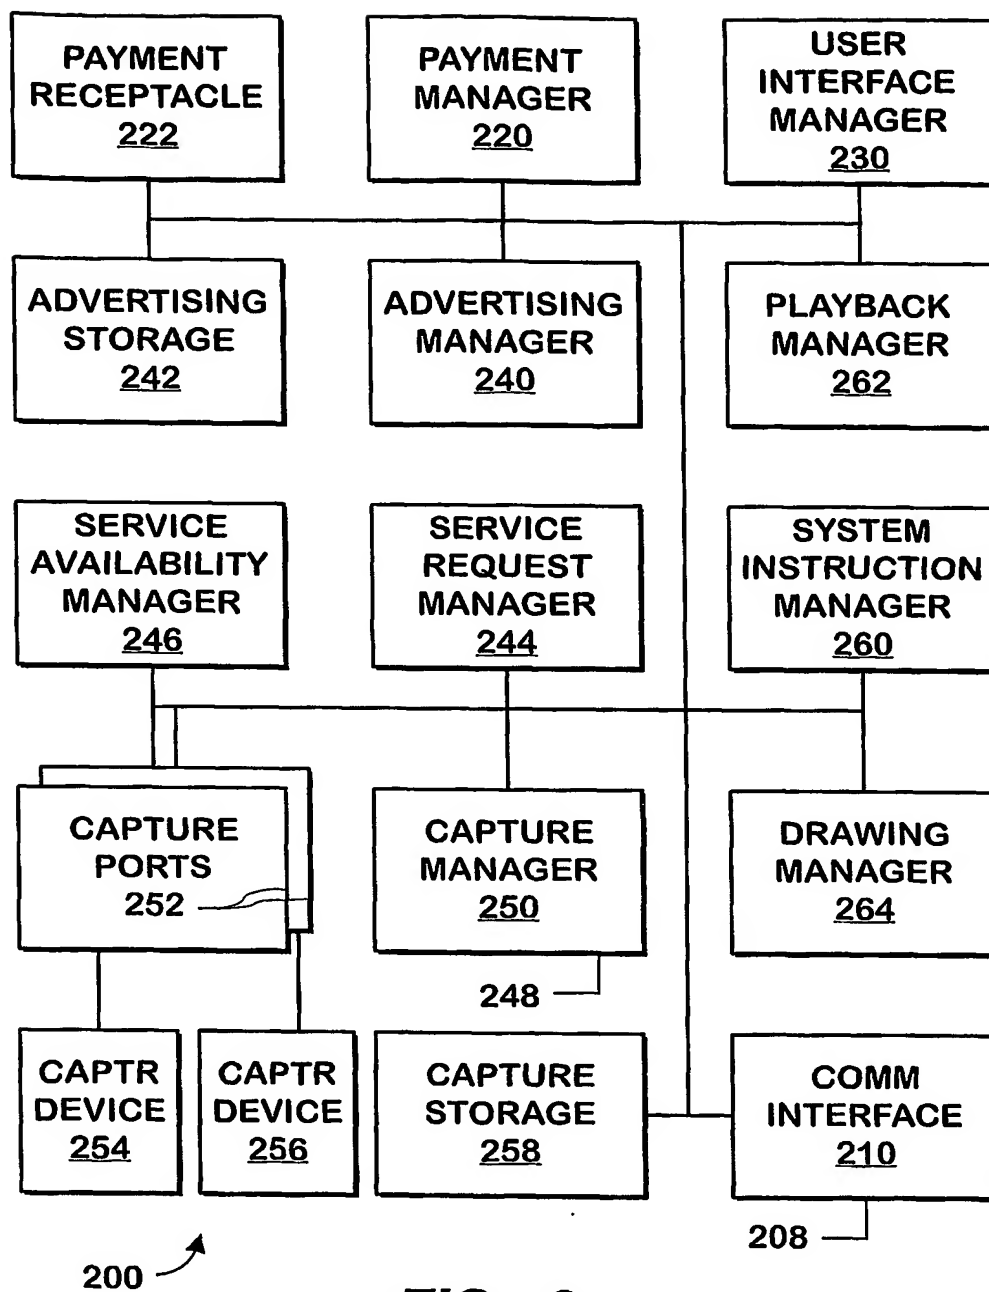 PAYMENT
RECEPTACLE
222
PAYMENT
MANAGER
220
USER
INTERFACE
MANAGER
230
ADVERTISING
STORAGE
242
ADVERTISING
MANAGER
240
PLAYBACK
MANAGER
262
SERVICE
AVAILABILITY
MANAGER
246
SERVICE
REQUEST
MANAGER
244
SYSTEM
INSTRUCTION
MANAGER
260
CAPTURE
PORTS
252
CAPTURE
MANAGER
250
DRAWING
MANAGER
264
248
CAPTR
DEVICE
254
CAPTR
DEVICE
256
CAPTURE
STORAGE
258
COMM
INTERFACE
210
208
200